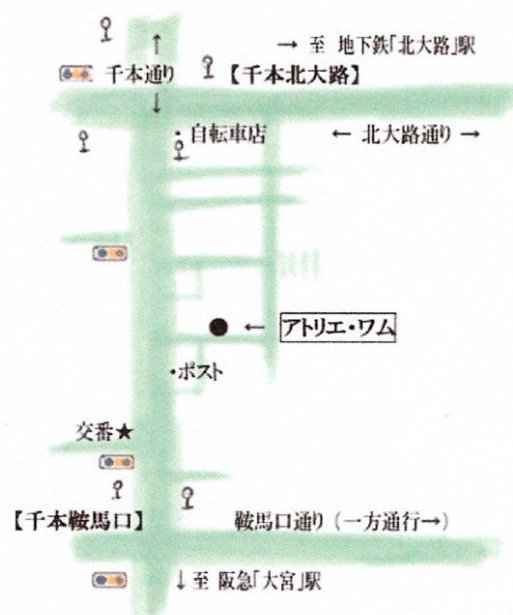 ↑
→ 至 地下鉄「北大路」駅
千本通り
【千本北大路】
↓
・自転車店
← 北大路通り →
← アトリエ・ワム
・ポスト
交番★
【千本鞍馬口】
鞍馬口通り (一方通行→)
↓至 阪急「大宮」駅